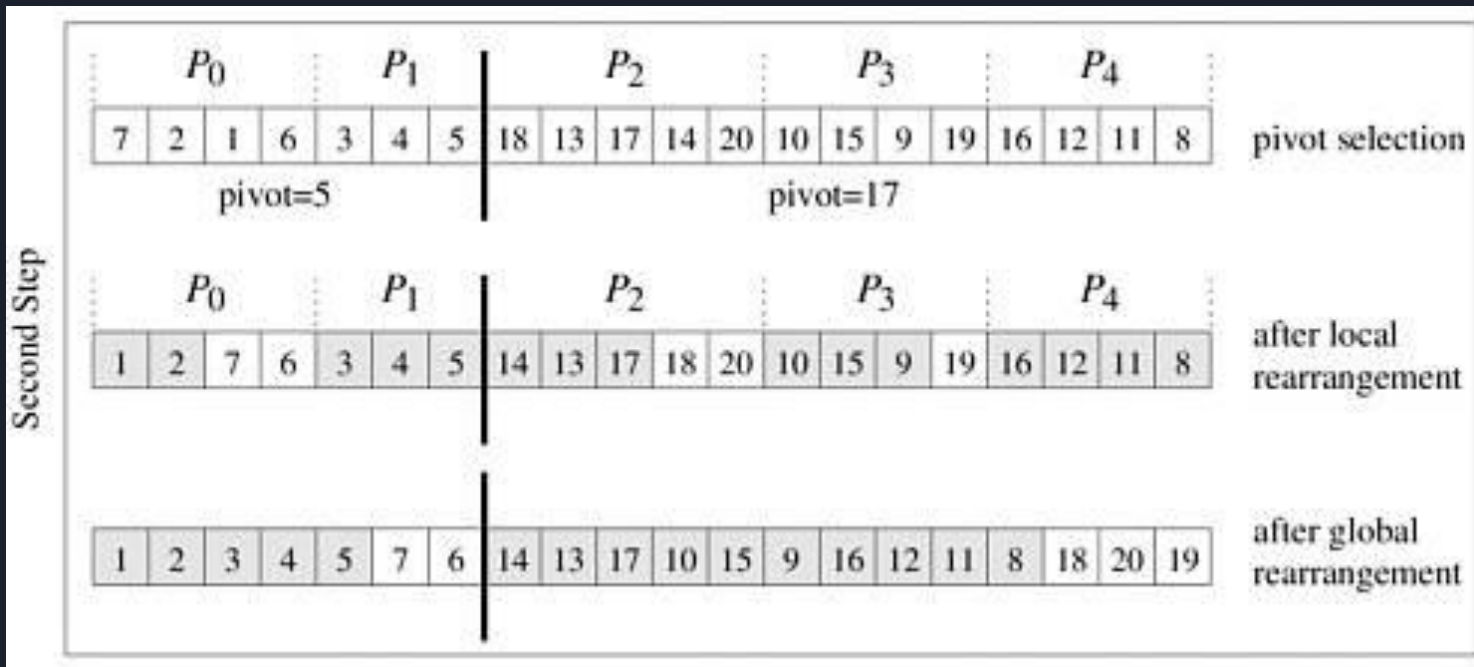 Second Step
P0 P1 P2 P3 P4
7 2 1 6 3 4 5 18 13 17 14 20 10 15 9 19 16 12 11 8 pivot selection
pivot=5 pivot=17
P0 P1 P2 P3 P4
1 2 7 6 3 4 5 14 13 17 18 20 10 15 9 19 16 12 11 8 after local
rearrangement
1 2 3 4 5 7 6 14 13 17 10 15 9 16 12 11 8 18 20 19 after global
rearrangement